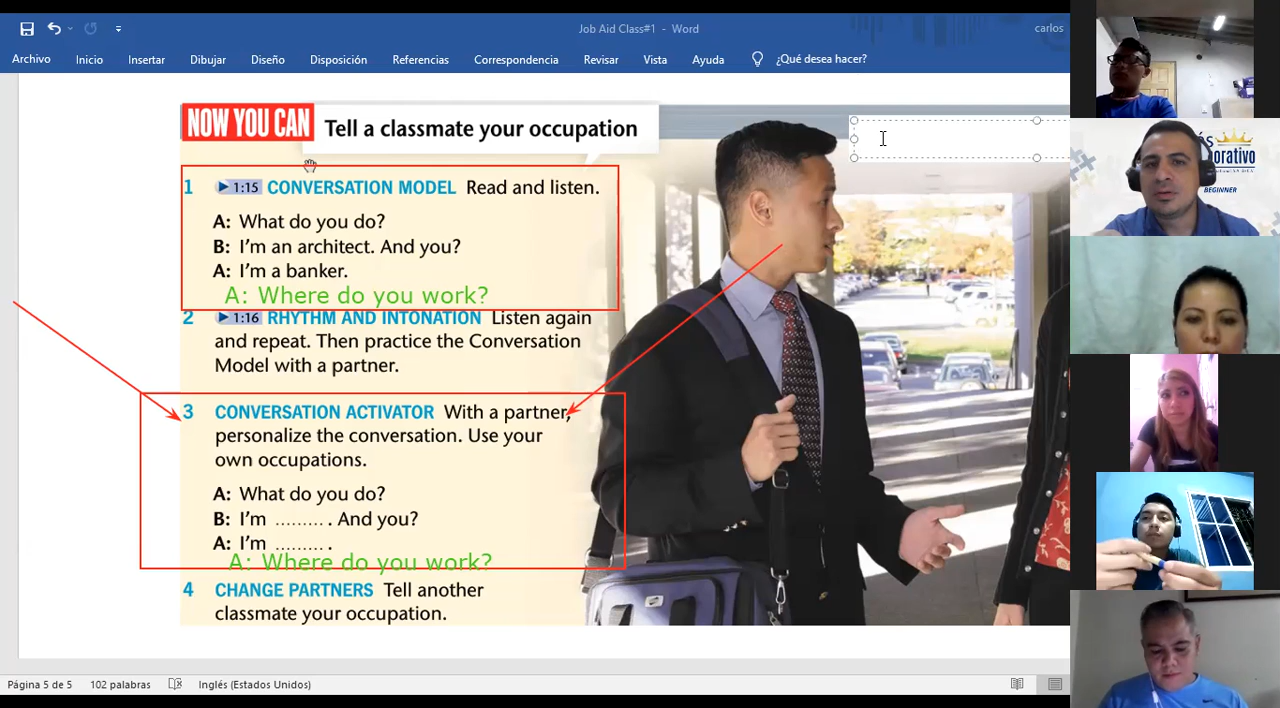 Job Aid Class#1 - Word
carlos
Archivo Inicio Insertar Dibujar Diseño Disposición Referencias Correspondencia Revisar Vista Ayuda ¿Qué desea hacer?
NOW YOU CAN Tell a classmate your occupation
1 1:15 CONVERSATION MODEL Read and listen.
A: What do you do?
B: I'm an architect. And you?
A: I'm a banker.
A: Where do you work?
2 1:16 RHYTHM AND INTONATION Listen again
and repeat. Then practice the Conversation
Model with a partner.
3 CONVERSATION ACTIVATOR With a partner,
personalize the conversation. Use your
own occupations.
A: What do you do?
B: I'm ......... . And you?
A: I'm ......... .
A: Where do you work?
4 CHANGE PARTNERS Tell another
classmate your occupation.
Página 5 de 5 102 palabras Inglés (Estados Unidos)
BEGINNER